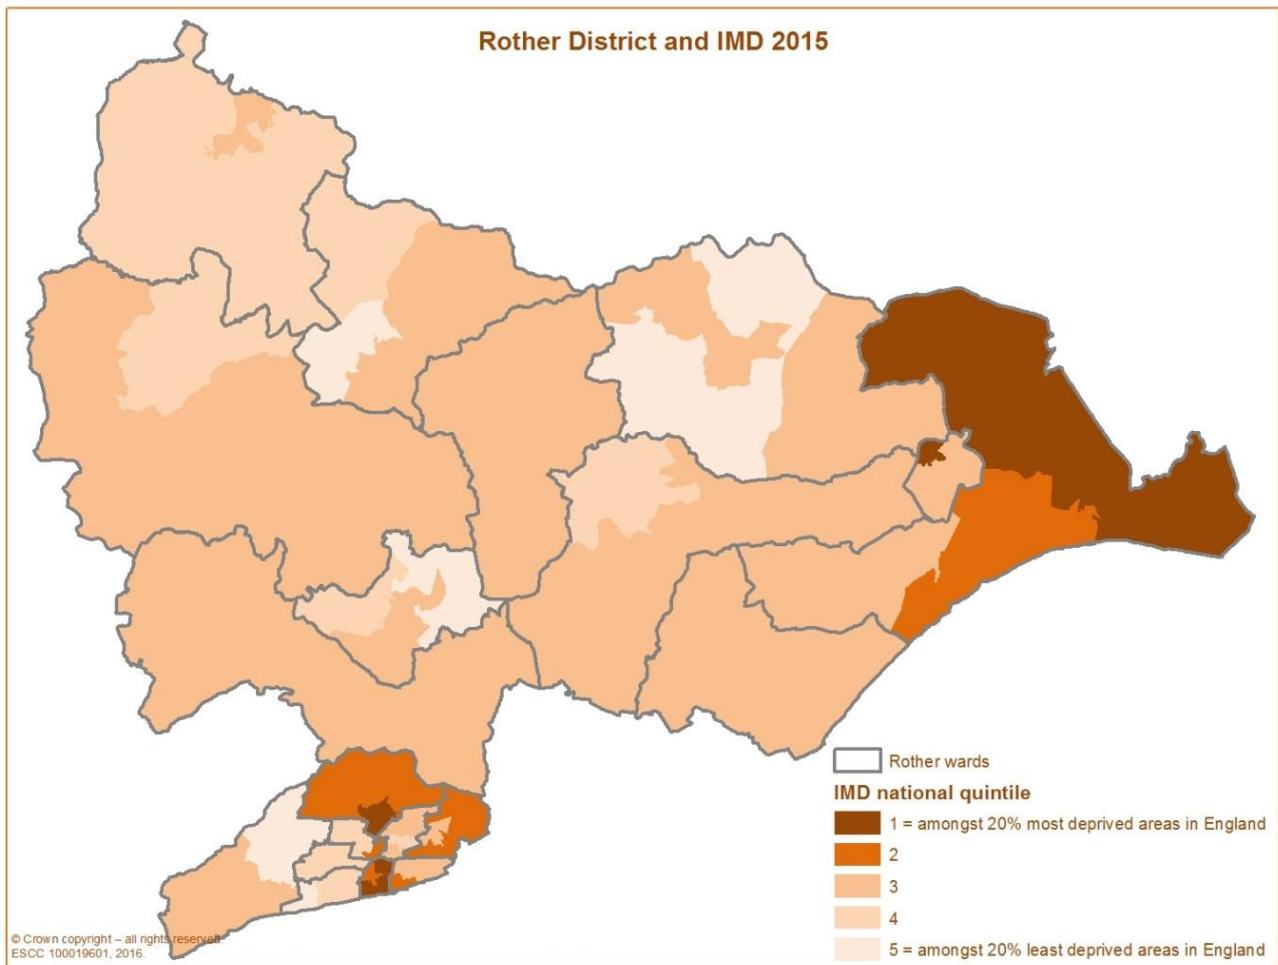 Rother District and IMD 2015
Rother wards
IMD national quintile
1 = amongst 20% most deprived areas in England
2
3
4
5 = amongst 20% least deprived areas in England
© Crown copyright – all rights reserved
ESCC 100019601, 2016.